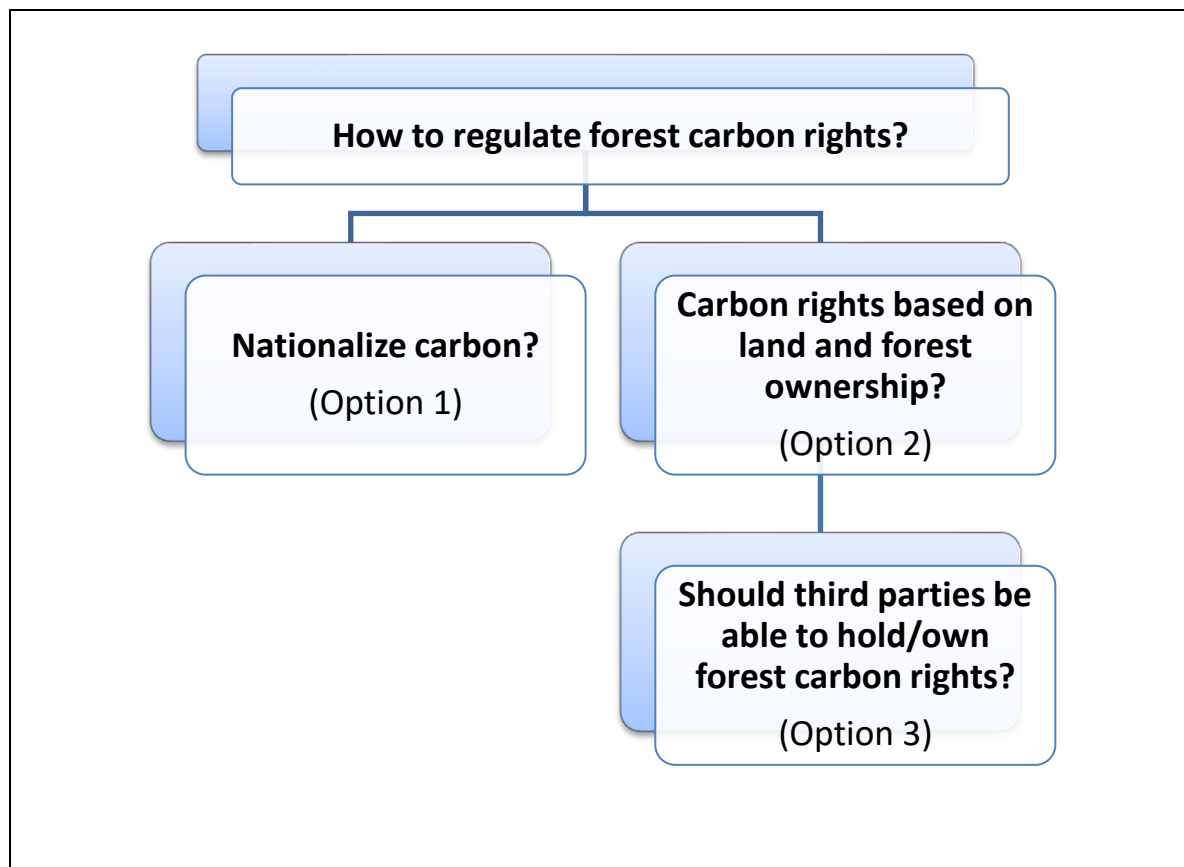 How to regulate forest carbon rights?
Nationalize carbon?
(Option 1)
Carbon rights based on
land and forest
ownership?
(Option 2)
Should third parties be
able to hold/own
forest carbon rights?
(Option 3)